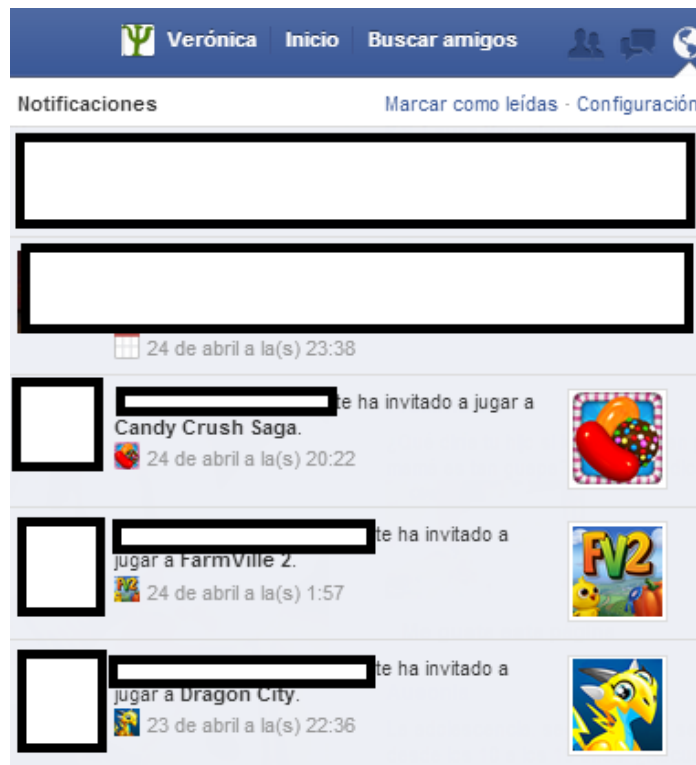 Verónica Inicio Buscar amigos
Notificaciones Marcar como leídas · Configuración
24 de abril a la(s) 23:38
te ha invitado a jugar a
Candy Crush Saga.
24 de abril a la(s) 20:22
te ha invitado a
jugar a FarmVille 2.
24 de abril a la(s) 1:57
FV2
te ha invitado a
jugar a Dragon City.
23 de abril a la(s) 22:36